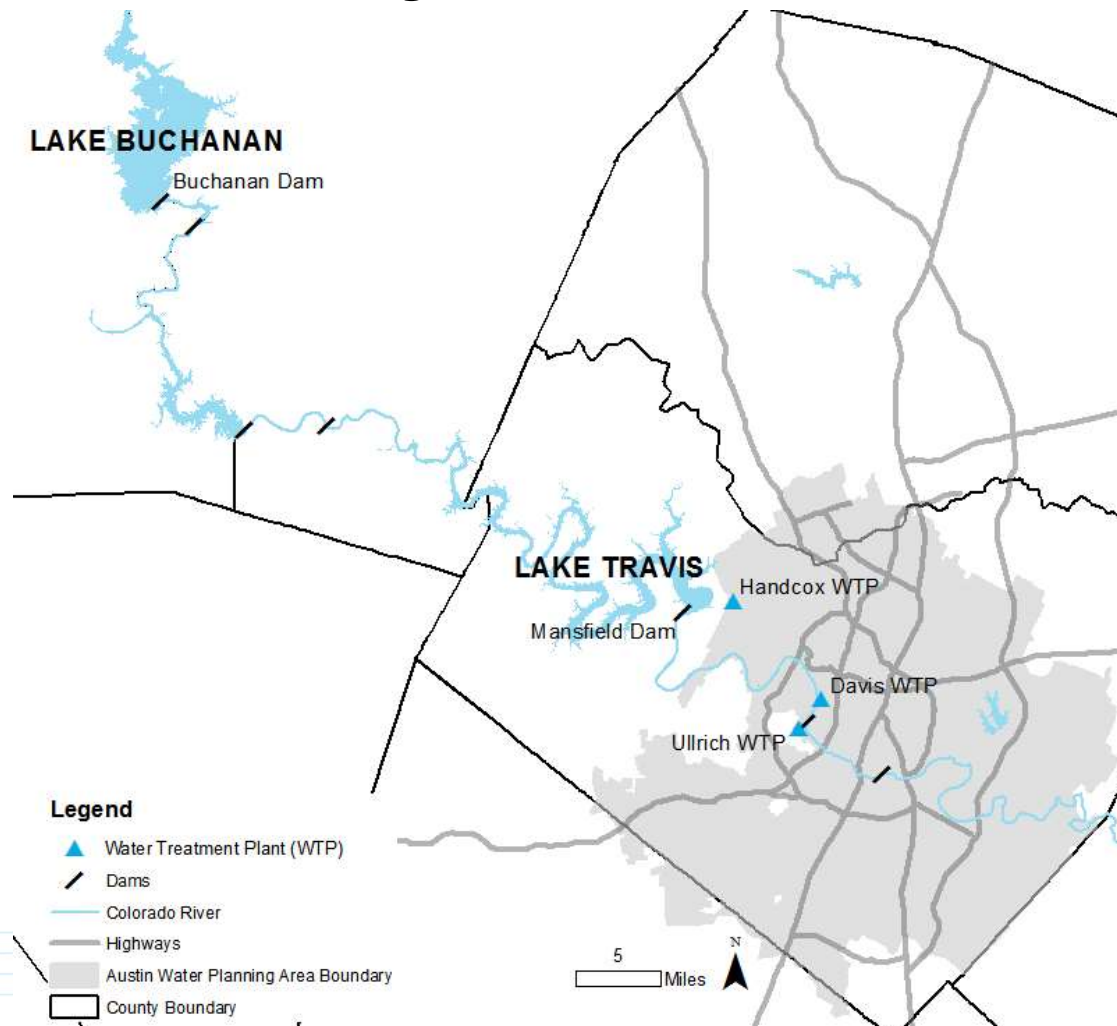 LAKE BUCHANAN
Buchanan Dam
LAKE TRAVIS
Handcox WTP
Mansfield Dam
Davis WTP
Ullrich WTP
Legend
Water Treatment Plant (WTP)
Dams
Colorado River
Highways
Austin Water Planning Area Boundary
County Boundary
5
Miles
N